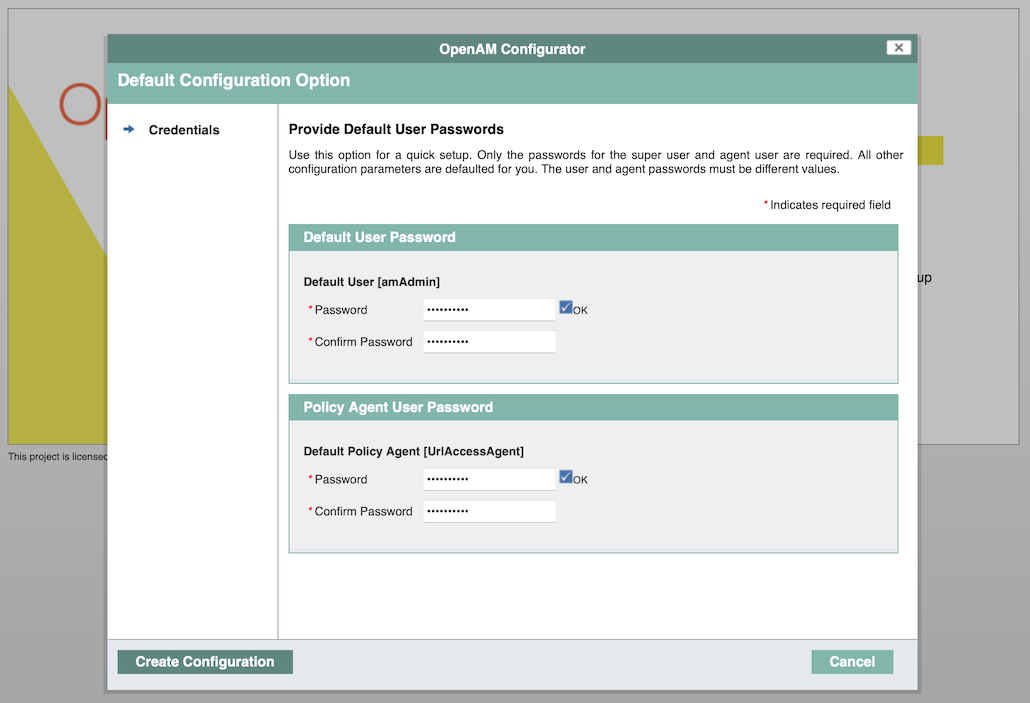 OpenAM Configurator
Default Configuration Option
Credentials
Provide Default User Passwords
Use this option for a quick setup. Only the passwords for the super user and agent user are required. All other
configuration parameters are defaulted for you. The user and agent passwords must be different values.
* Indicates required field
Default User Password
Default User [amAdmin]
* Password •••••••••• OK
* Confirm Password ••••••••••
up
Policy Agent User Password
Default Policy Agent [UrlAccessAgent]
This project is licensed
* Password •••••••••• OK
* Confirm Password ••••••••••
Create Configuration
Cancel